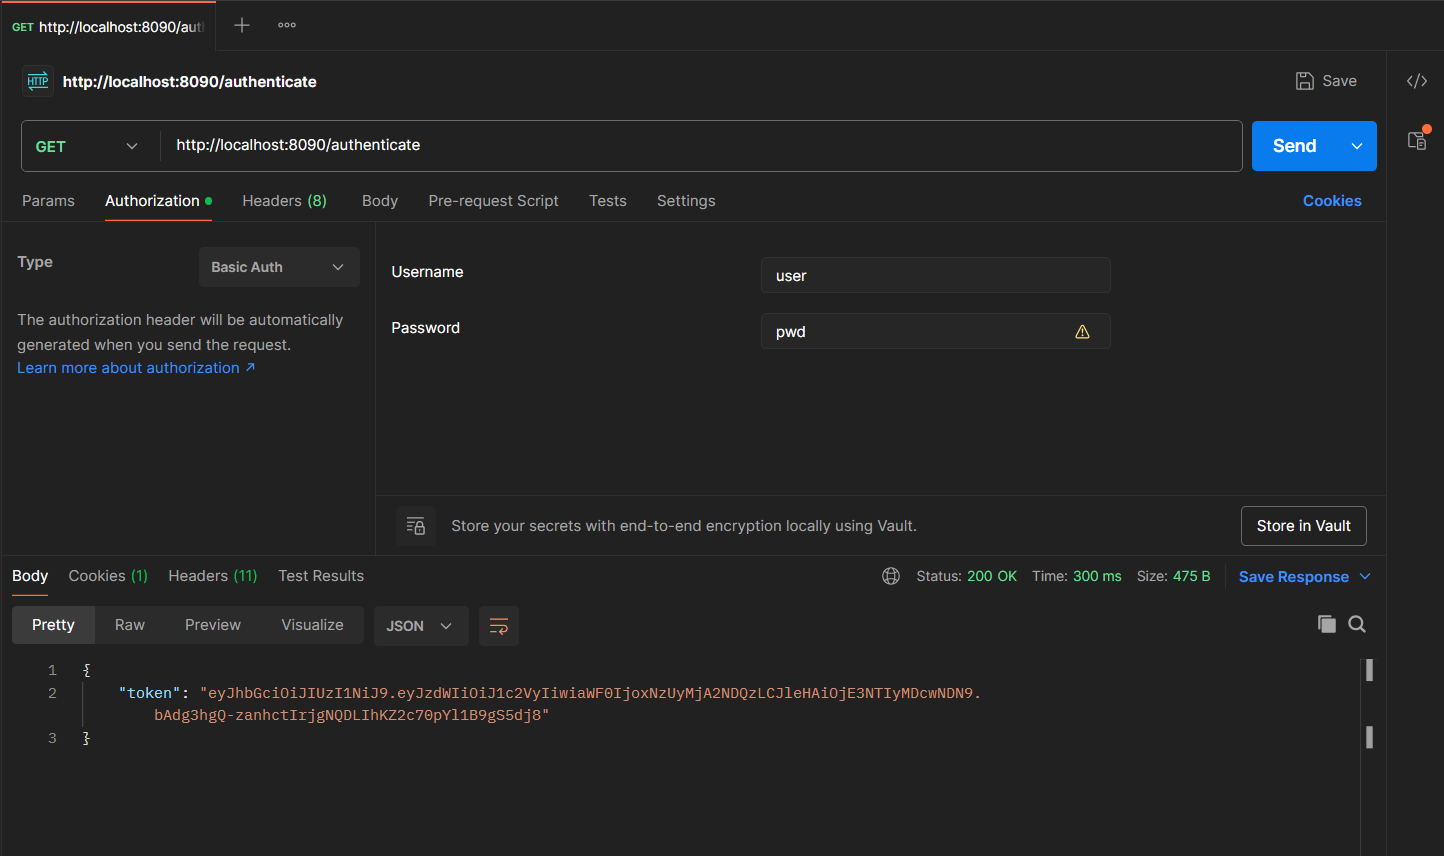 GET http://localhost:8090/aut
HTTP http://localhost:8090/authenticate
Save
GET http://localhost:8090/authenticate
Send
Params Authorization Headers (8) Body Pre-request Script Tests Settings Cookies
Type Basic Auth
The authorization header will be automatically
generated when you send the request.
Learn more about authorization
Username user
Password pwd
Store your secrets with end-to-end encryption locally using Vault. Store in Vault
Body Cookies (1) Headers (11) Test Results Status: 200 OK Time: 300 ms Size: 475 B Save Response
Pretty Raw Preview Visualize JSON
1 {
2 "token": "eyJhbGciOiJIUzI1NiJ9.eyJzdWIiOiJ1c2VyIiwiaWF0IjoxNzUyMjA2NDQzLCJleHAiOjE3NTIyMDcwNDN9.
bAdg3hgQ-zanhctIrjgNQDLIhKZ2c70pYl1B9gS5dj8"
3 }